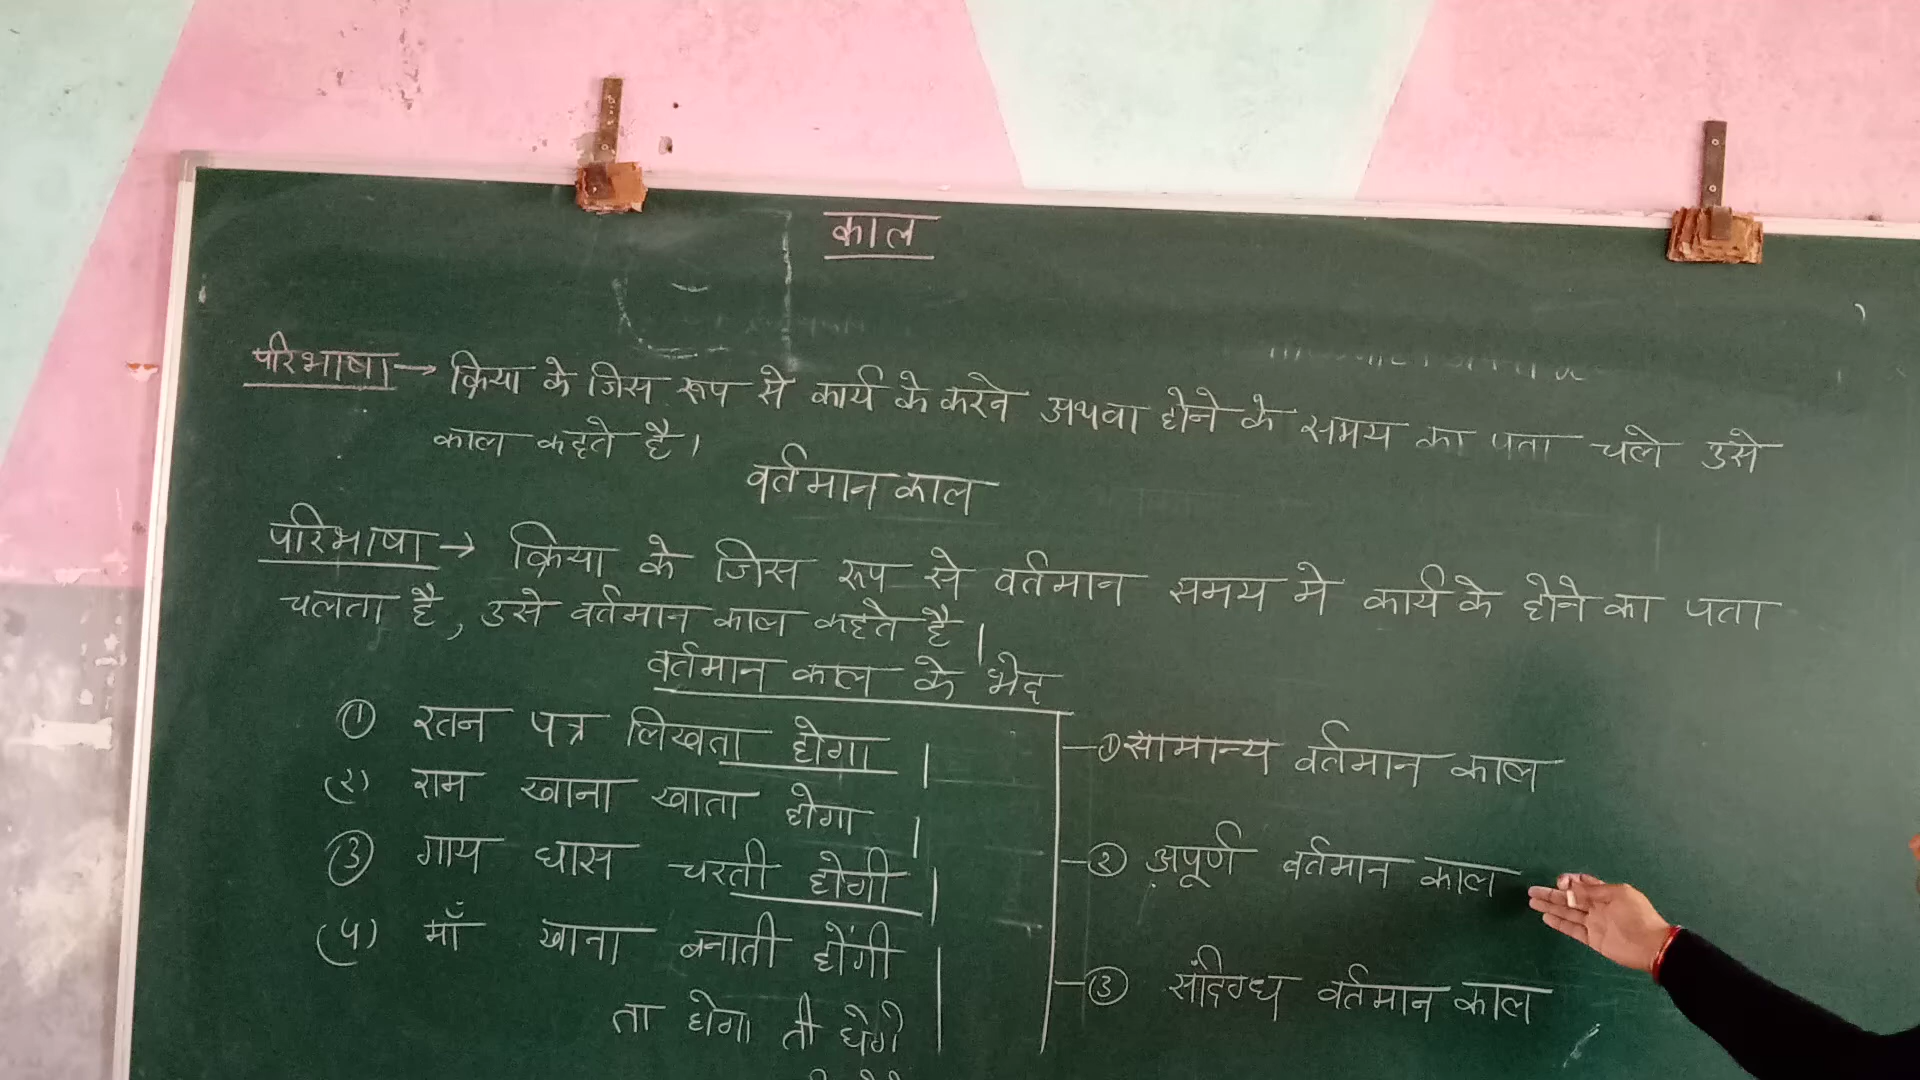 काल
परिभाषा → क्रिया के जिस रूप से कार्य के करने अथवा होने के समय का पता चले उसे
काल कहते है।
वर्तमान काल
परिभाषा → क्रिया के जिस रूप से वर्तमान समय मे कार्य के होने का पता
चलता है, उसे वर्तमान काल कहते है।
वर्तमान काल के भेद
① रतन पत्र लिखता होगा।
(२) राम खाना खाता होगा।
③ गाय घास चरती होगी।
(५) माँ खाना बनाती होंगी।
ता होगा ती
① सामान्य वर्तमान काल
② अपूर्ण वर्तमान काल
③ संदिग्ध वर्तमान काल